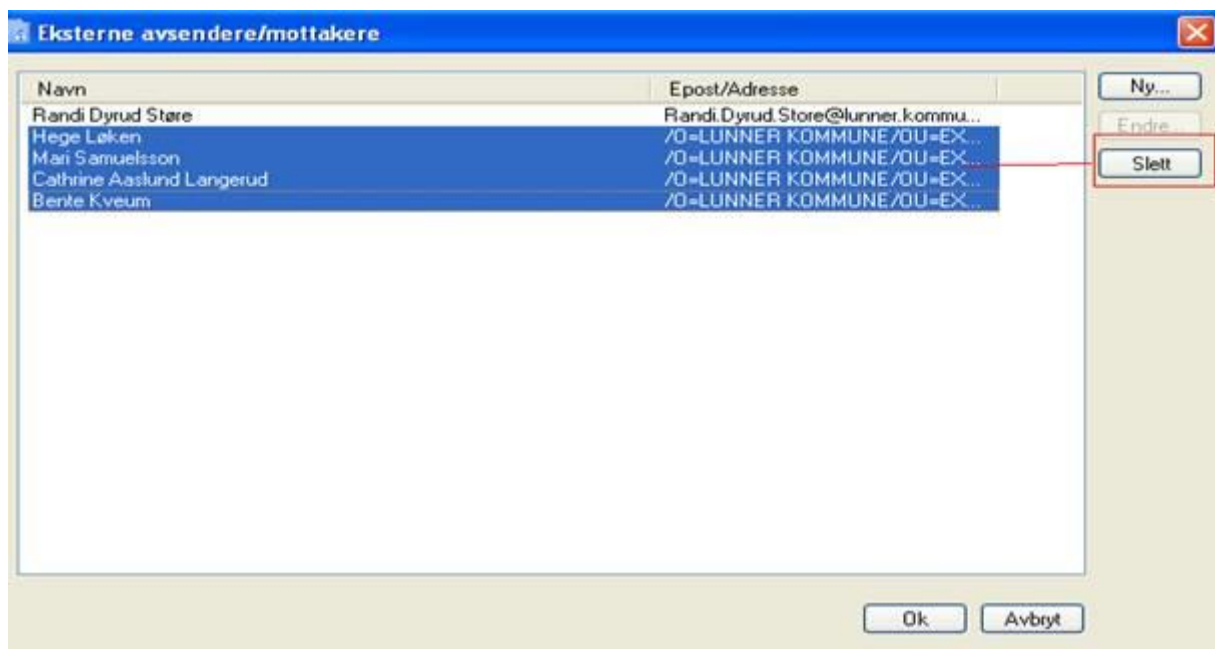 Eksterne avsendere/mottakere
Navn Epost/Adresse
Randi Dyrud Støre Randi.Dyrud.Store@lunner.kommu...
Hege Løken /O=LUNNER KOMMUNE/OU=EX...
Mari Samuelsson /O=LUNNER KOMMUNE/OU=EX...
Cathrine Aaslund Langerud /O=LUNNER KOMMUNE/OU=EX...
Bente Kveum /O=LUNNER KOMMUNE/OU=EX...
Ny...
Endre...
Slett
Ok Avbryt